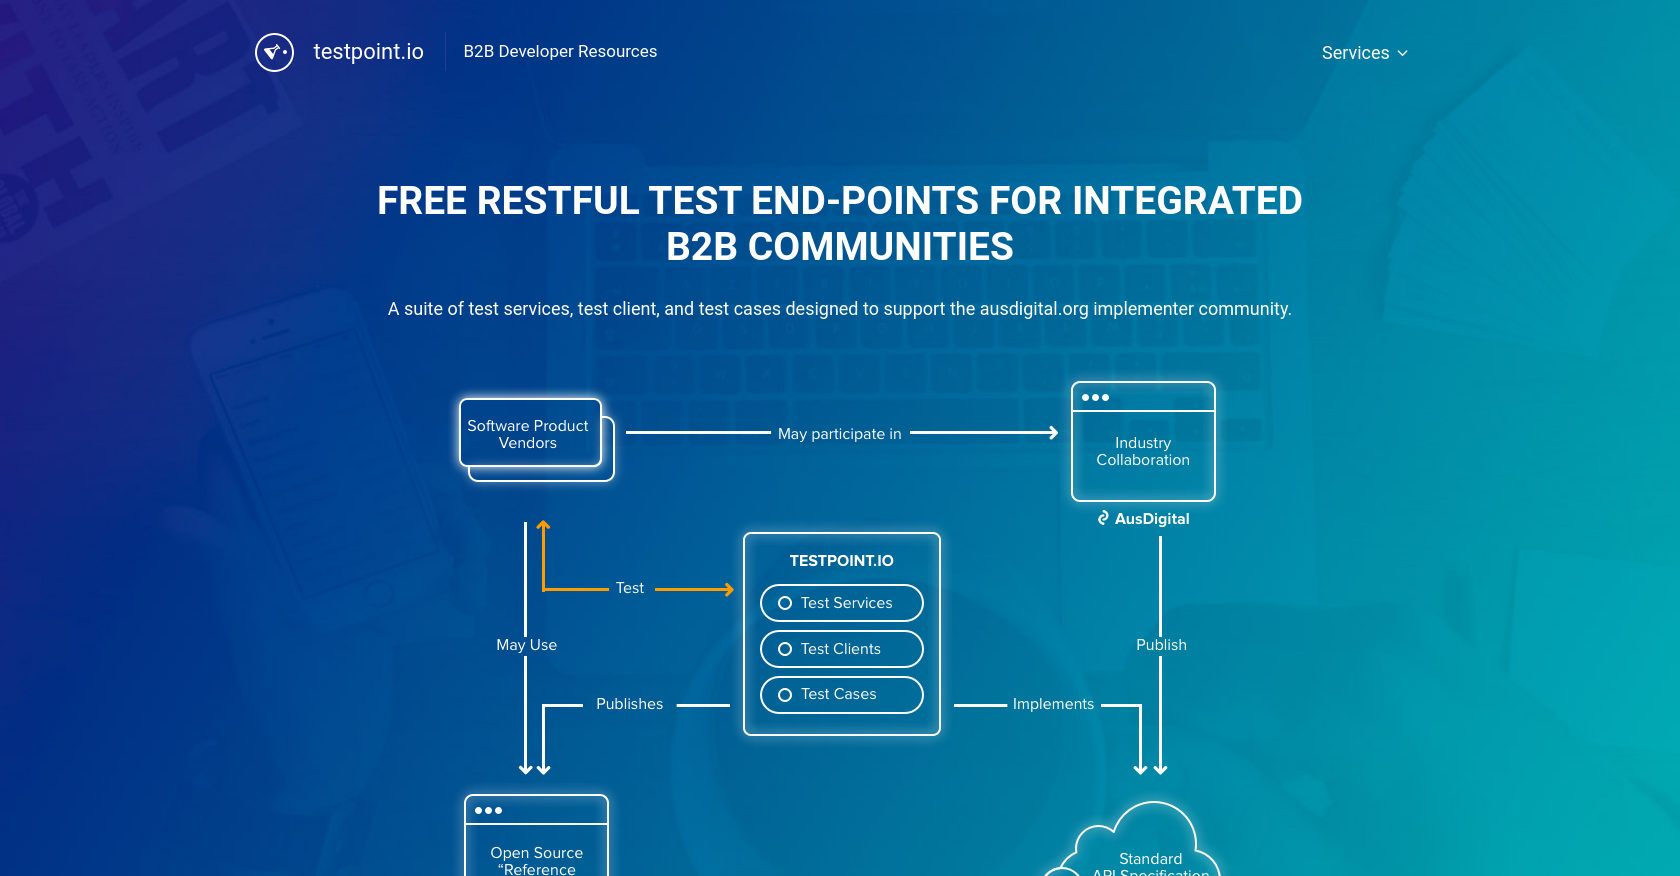 testpoint.io
B2B Developer Resources
Services
FREE RESTFUL TEST END-POINTS FOR INTEGRATED
B2B COMMUNITIES
A suite of test services, test client, and test cases designed to support the ausdigital.org implementer community.
Software Product
Vendors
May participate in
Industry
Collaboration
AusDigital
TESTPOINT.IO
Test
Test Services
May Use
Test Clients
Publish
Test Cases
Publishes
Implements
Open Source
“Reference
Standard
API Specification